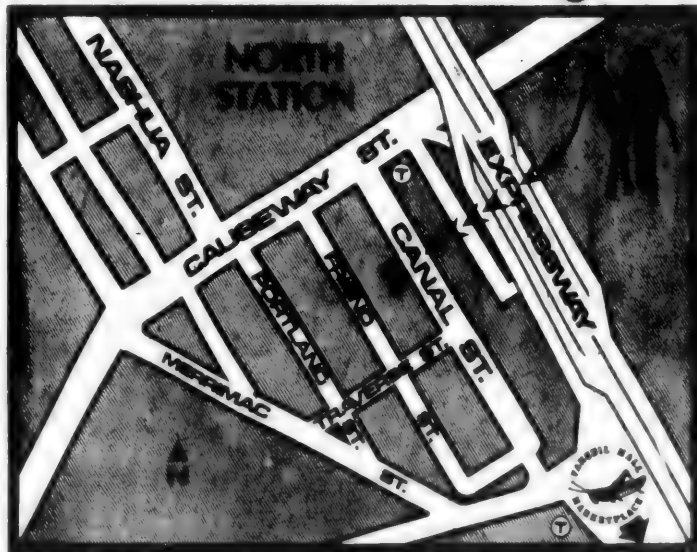 NORTH
STATION
NASHUA ST.
CAUSEWAY ST.
EXPRESSWAY
T
CANAL ST.
PORTLAND
ST.
FRIEND
ST.
TRAVERSE ST.
MERRIMAC ST.
N
FANEUIL HALL
MARKETPLACE
T